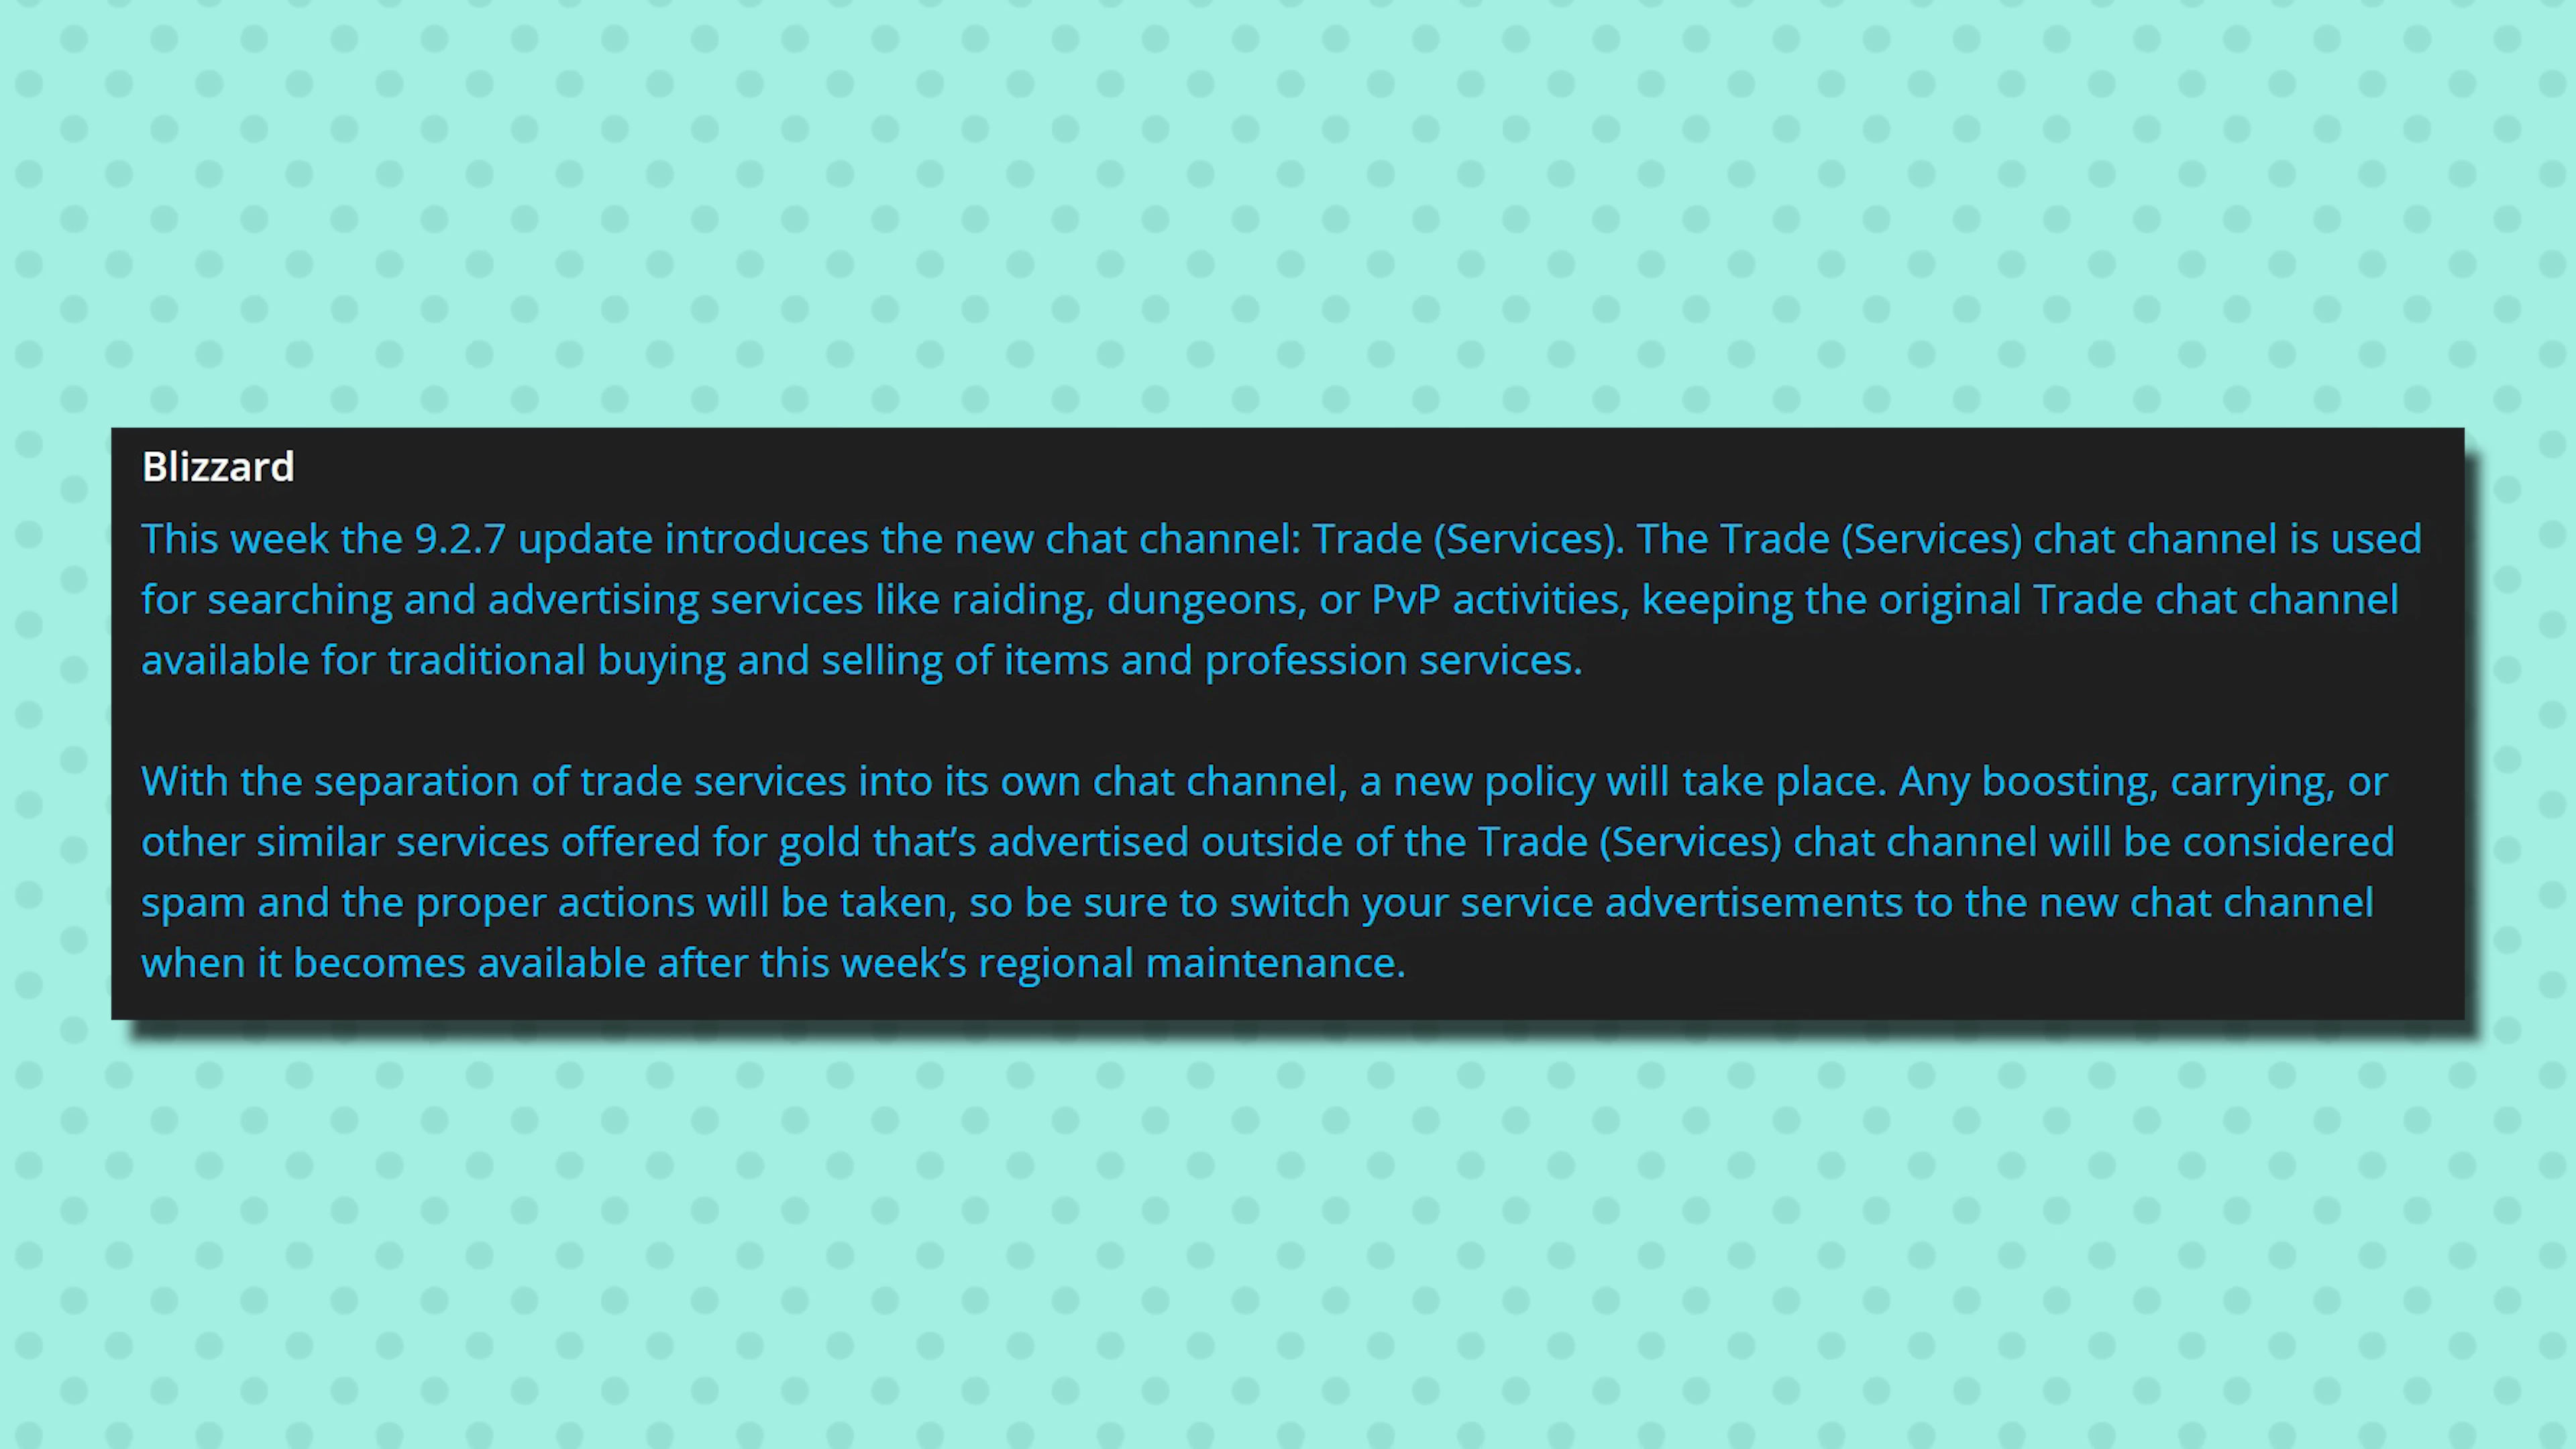 Blizzard
This week the 9.2.7 update introduces the new chat channel: Trade (Services). The Trade (Services) chat channel is used
for searching and advertising services like raiding, dungeons, or PvP activities, keeping the original Trade chat channel
available for traditional buying and selling of items and profession services.
With the separation of trade services into its own chat channel, a new policy will take place. Any boosting, carrying, or
other similar services offered for gold that’s advertised outside of the Trade (Services) chat channel will be considered
spam and the proper actions will be taken, so be sure to switch your service advertisements to the new chat channel
when it becomes available after this week’s regional maintenance.